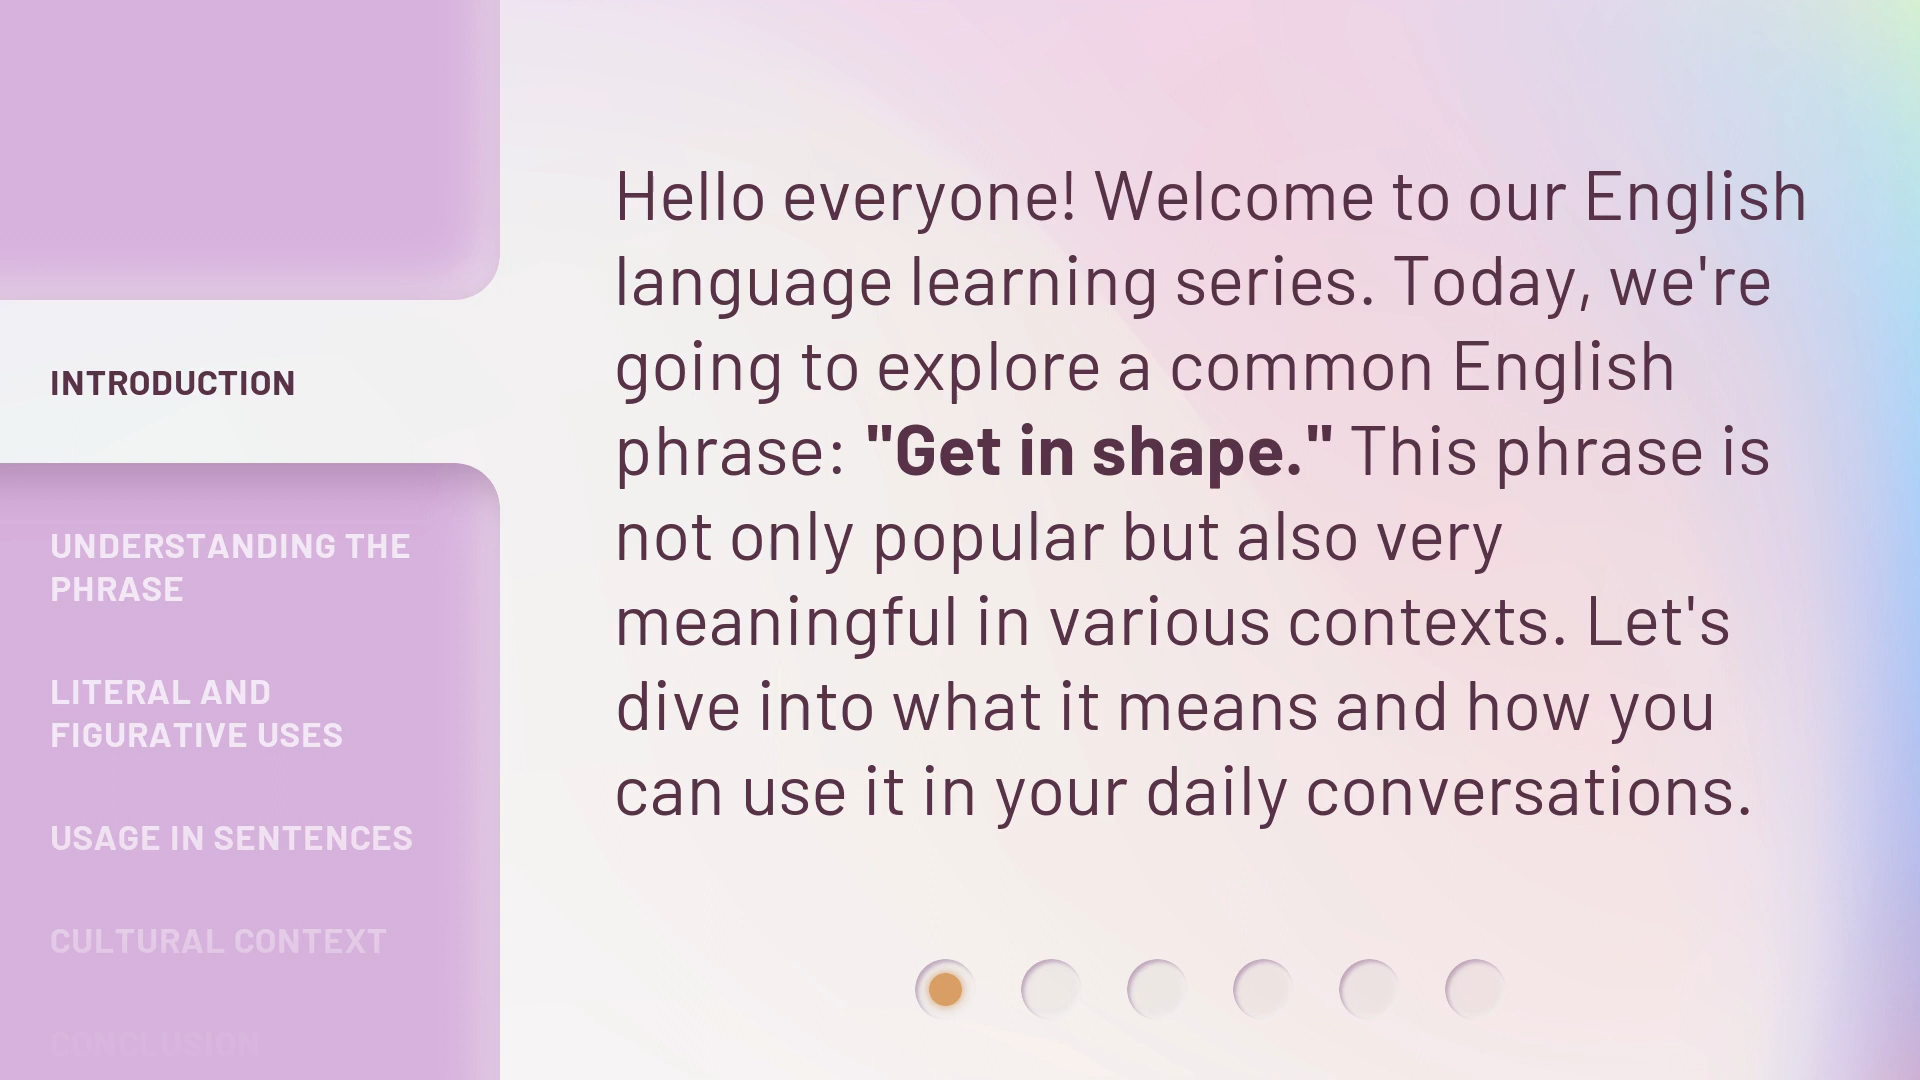 INTRODUCTION
UNDERSTANDING THE
PHRASE
LITERAL AND
FIGURATIVE USES
USAGE IN SENTENCES
CULTURAL CONTEXT
CONCLUSION
Hello everyone! Welcome to our English
language learning series. Today, we're
going to explore a common English
phrase: "Get in shape." This phrase is
not only popular but also very
meaningful in various contexts. Let's
dive into what it means and how you
can use it in your daily conversations.